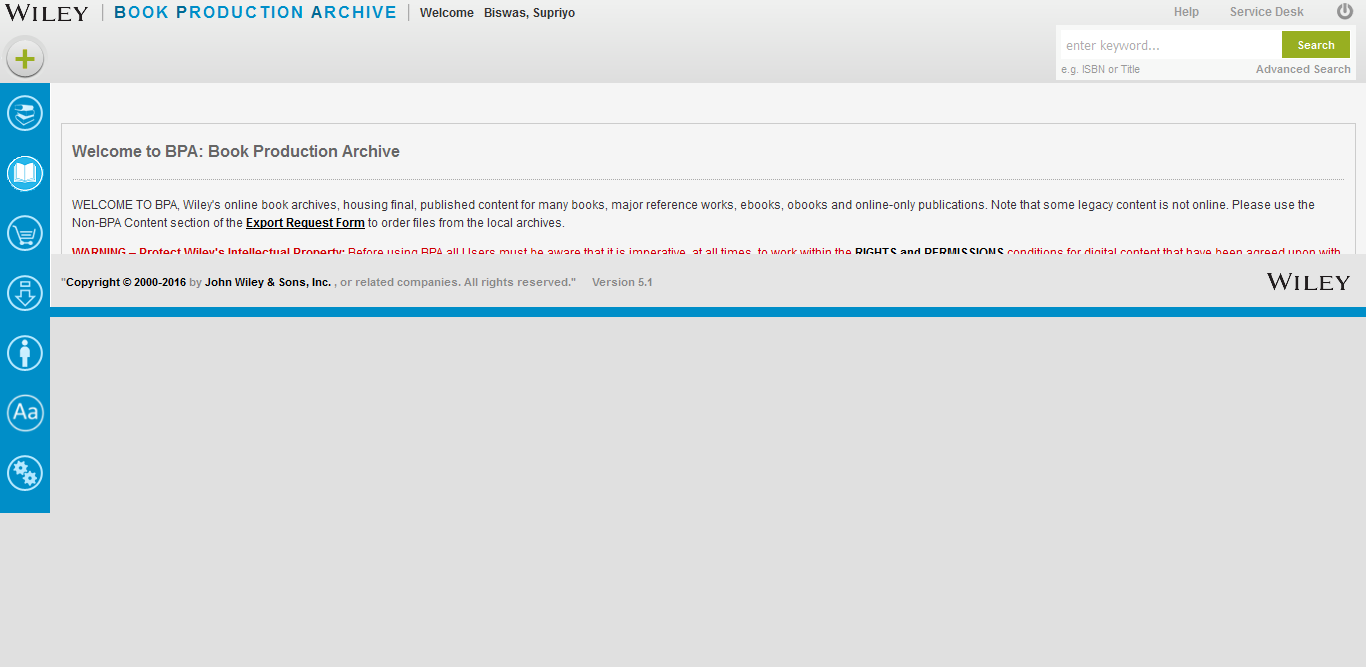 WILEY | BOOK PRODUCTION ARCHIVE | Welcome Biswas, Supriyo
Help Service Desk
enter keyword... Search
e.g. ISBN or Title Advanced Search
Welcome to BPA: Book Production Archive
WELCOME TO BPA, Wiley's online book archives, housing final, published content for many books, major reference works, ebooks, obooks and online-only publications. Note that some legacy content is not online. Please use the
Non-BPA Content section of the Export Request Form to order files from the local archives.
WARNING – Protect Wiley's Intellectual Property: Before using BPA all Users must be aware that it is imperative, at all times, to work within the RIGHTS and PERMISSIONS conditions for digital content that have been agreed upon with
"Copyright © 2000-2016 by John Wiley & Sons, Inc. , or related companies. All rights reserved." Version 5.1
WILEY
Aa